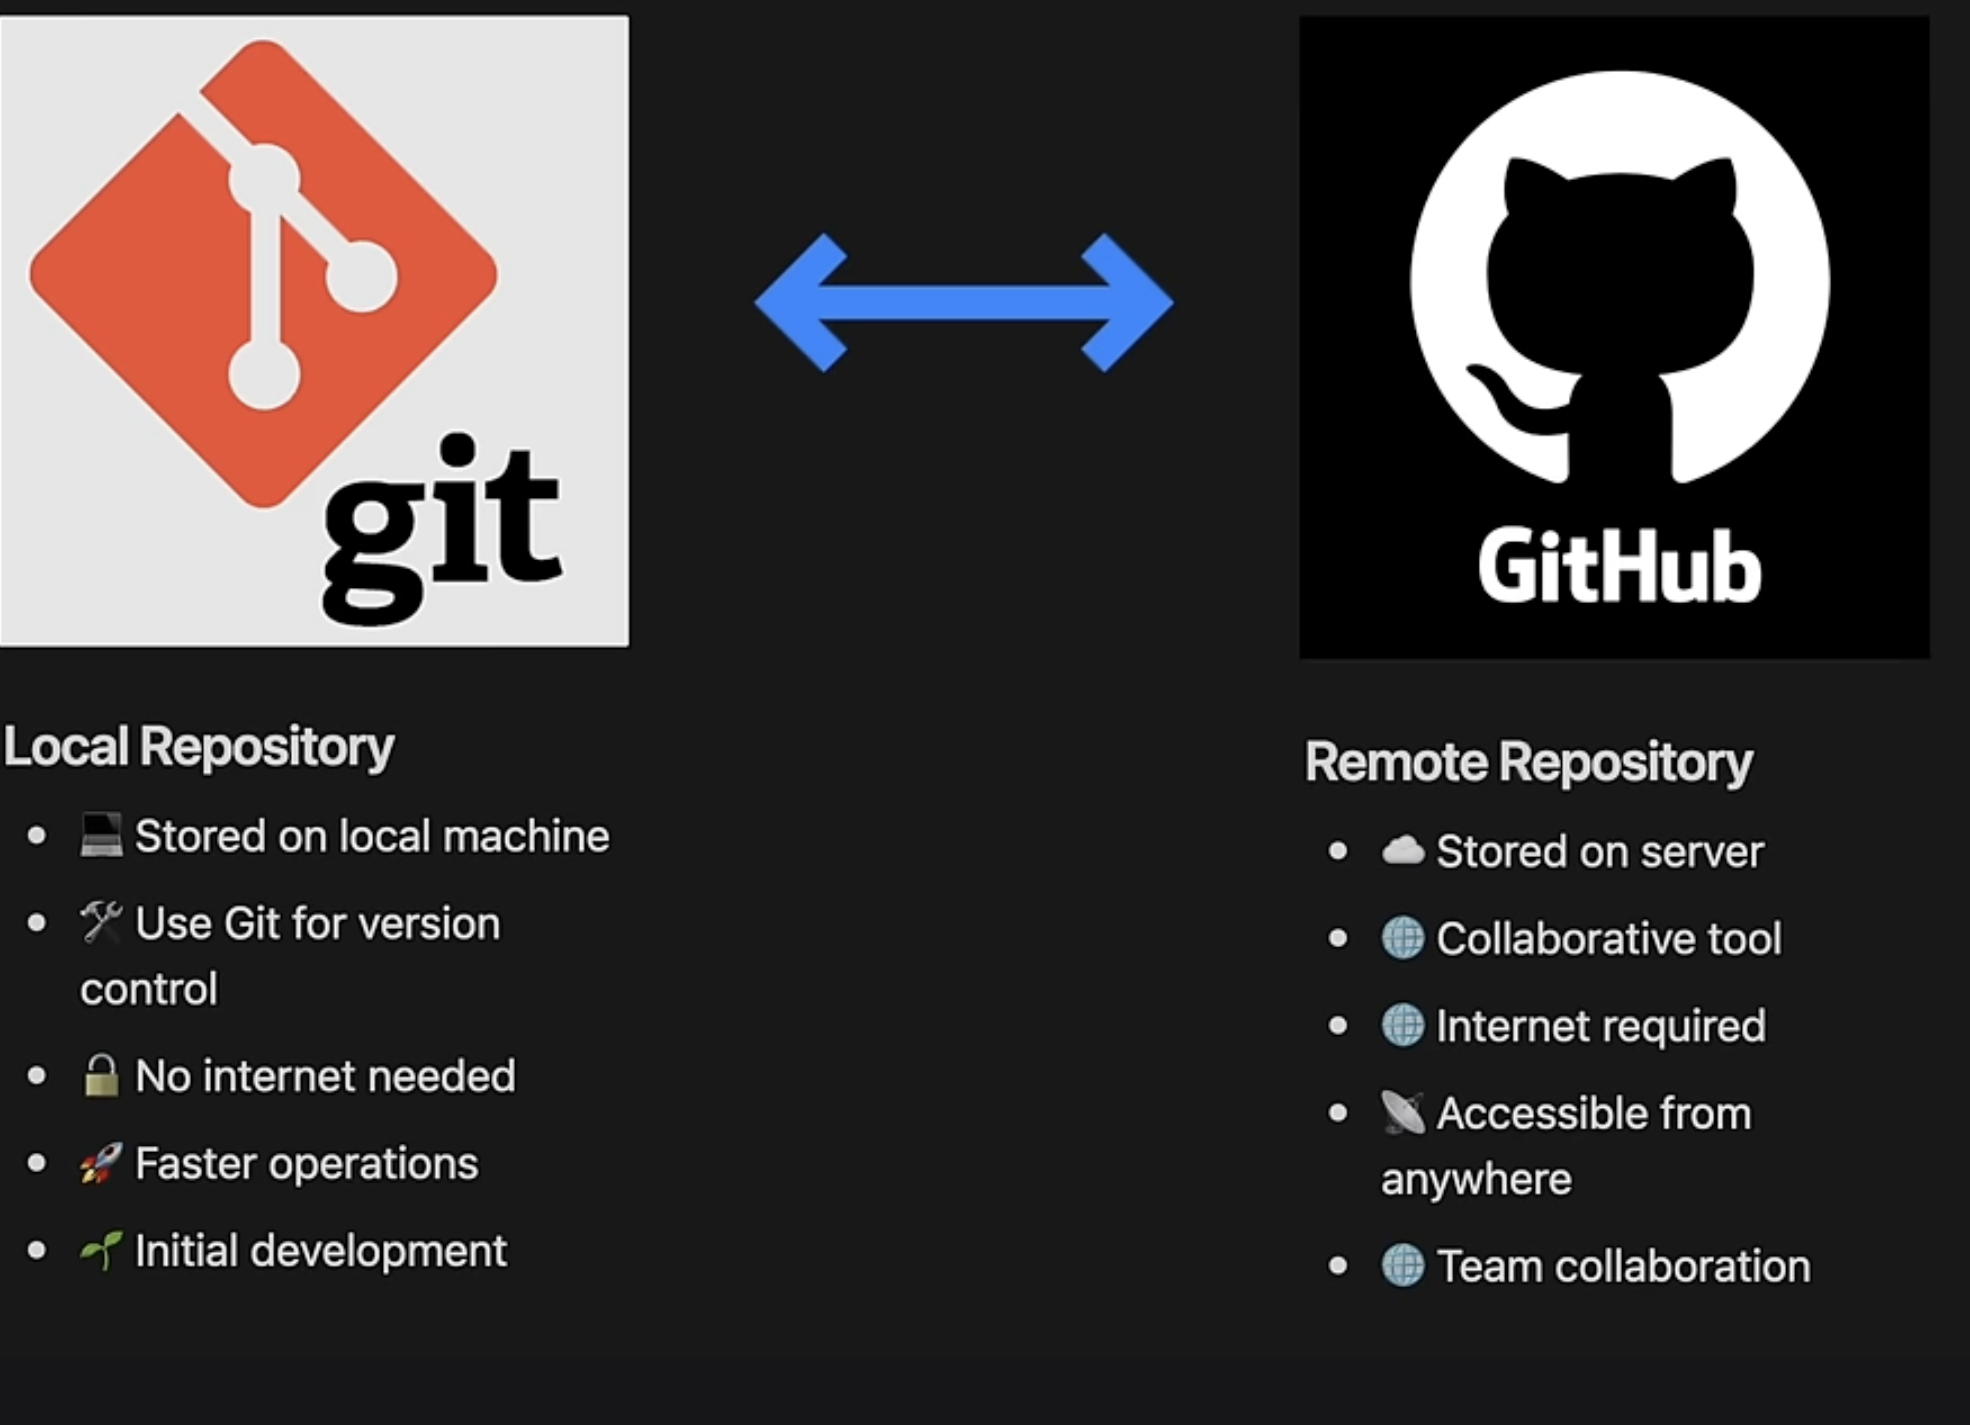 git
Local Repository
• 💻 Stored on local machine
• 🛠 Use Git for version
control
• 🔓 No internet needed
• 🚀 Faster operations
• 🌱 Initial development
GitHub
Remote Repository
• ☁️ Stored on server
• 🌐 Collaborative tool
• 🌐 Internet required
• 📡 Accessible from
anywhere
• 🌐 Team collaboration